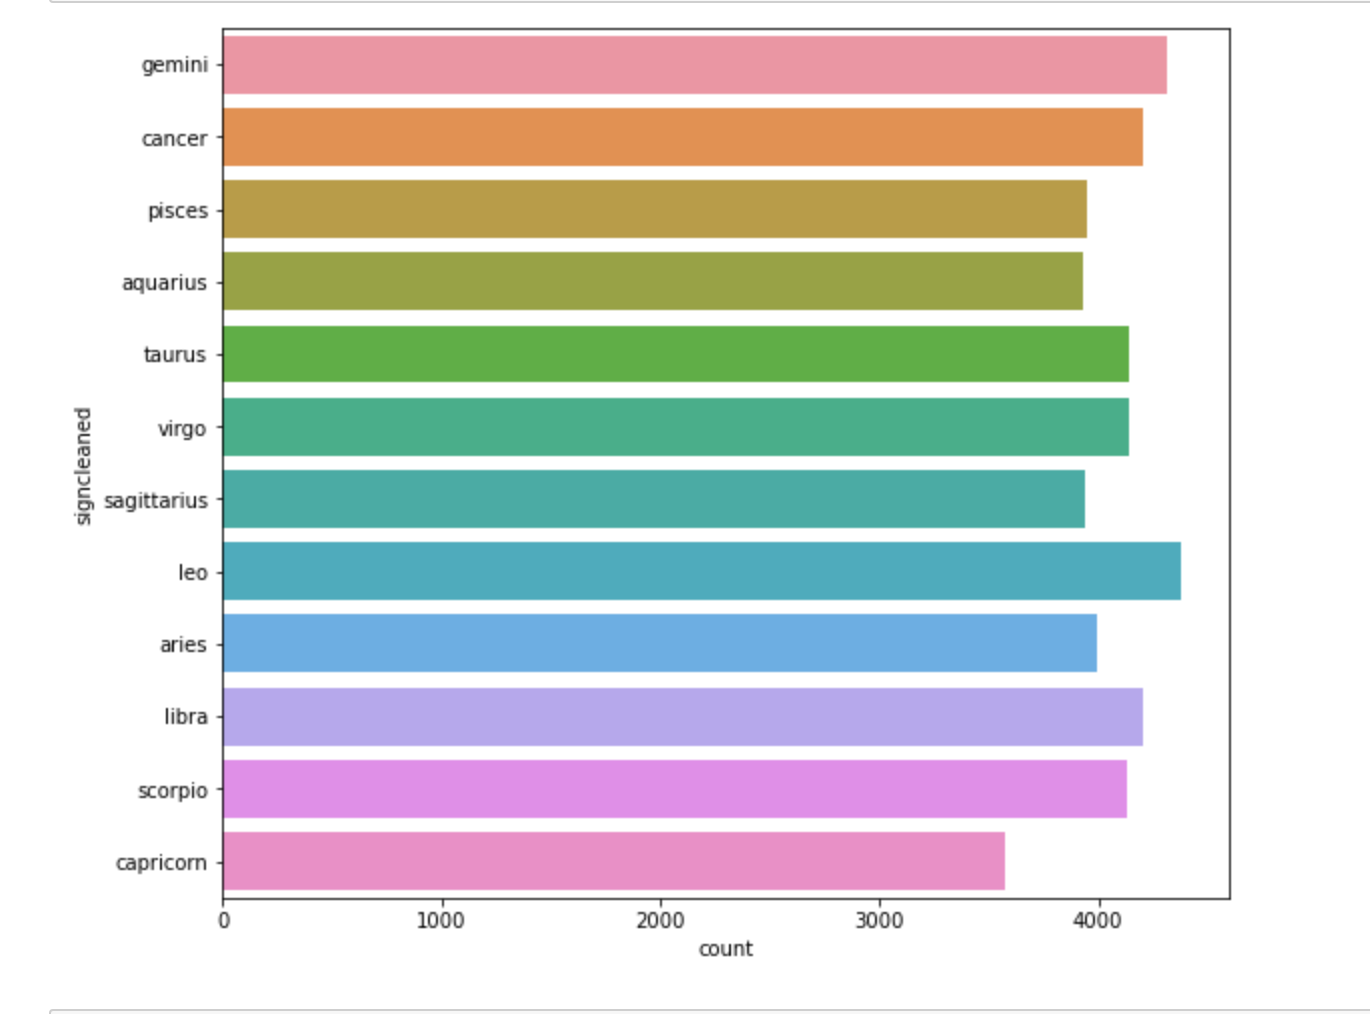 gemini
cancer
pisces
aquarius
taurus
virgo
signcleaned
sagittarius
leo
aries
libra
scorpio
capricorn
0 1000 2000 3000 4000
count